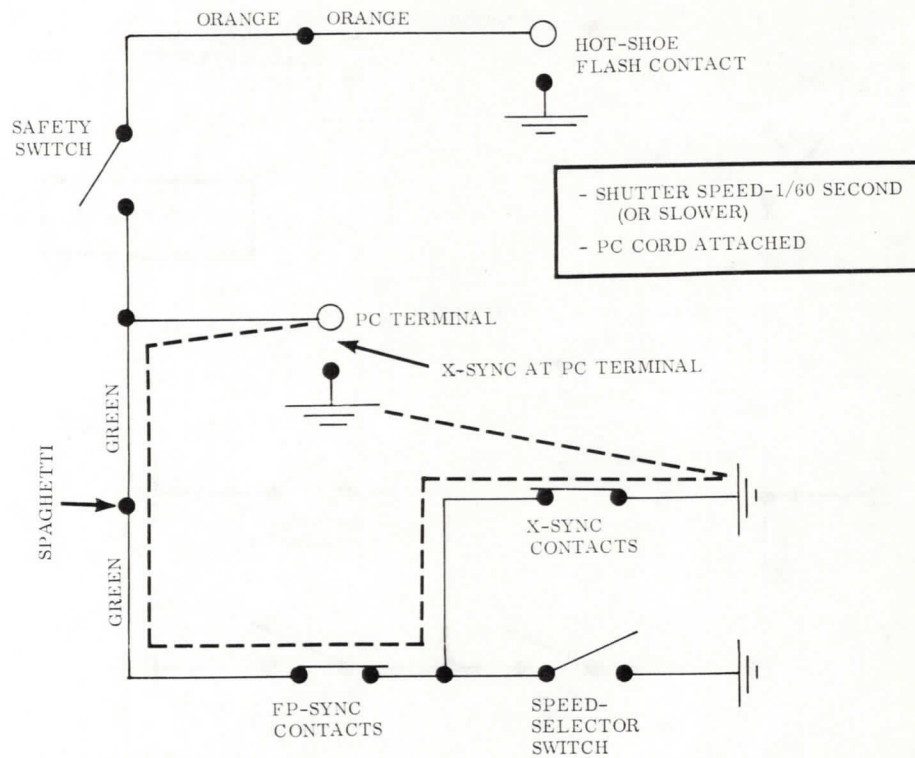 ORANGE ORANGE
HOT-SHOE
FLASH CONTACT
SAFETY
SWITCH
- SHUTTER SPEED-1/60 SECOND
(OR SLOWER)
- PC CORD ATTACHED
PC TERMINAL
X-SYNC AT PC TERMINAL
GREEN
SPAGHETTI
X-SYNC
CONTACTS
GREEN
FP-SYNC
CONTACTS
SPEED-
SELECTOR
SWITCH